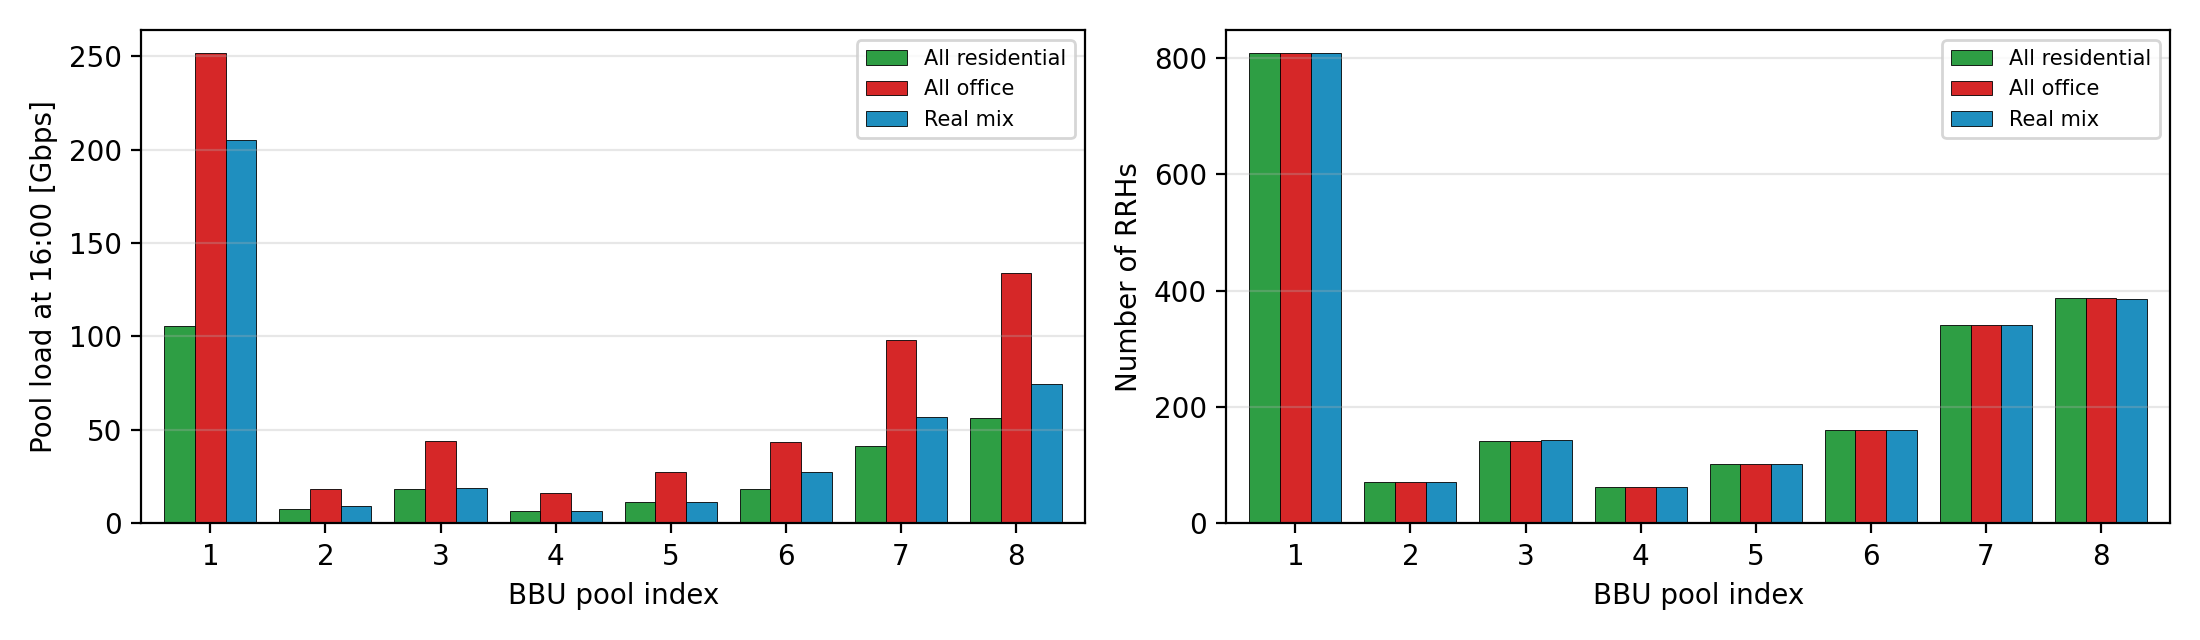 Pool load at 16:00 [Gbps]
250
200
150
100
50
0
1 2 3 4 5 6 7 8
BBU pool index
All residential
All office
Real mix
Number of RRHs
800
600
400
200
0
1 2 3 4 5 6 7 8
BBU pool index
All residential
All office
Real mix